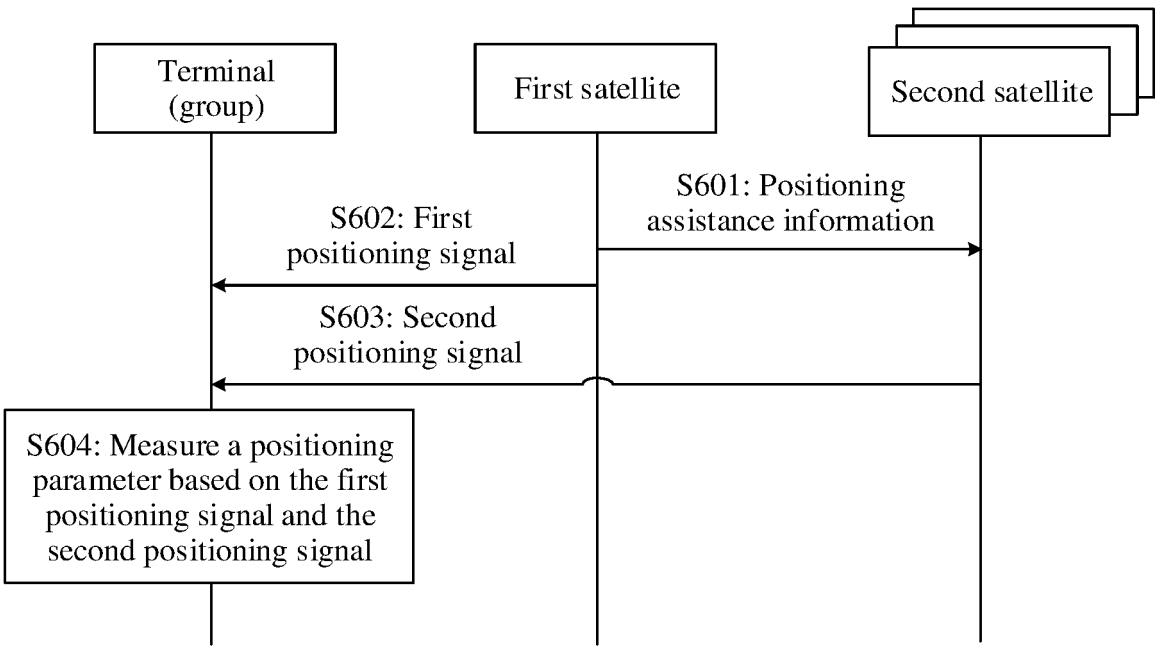 Terminal
(group)
First satellite
Second satellite
S601: Positioning
assistance information
S602: First
positioning signal
S603: Second
positioning signal
S604: Measure a positioning
parameter based on the first
positioning signal and the
second positioning signal